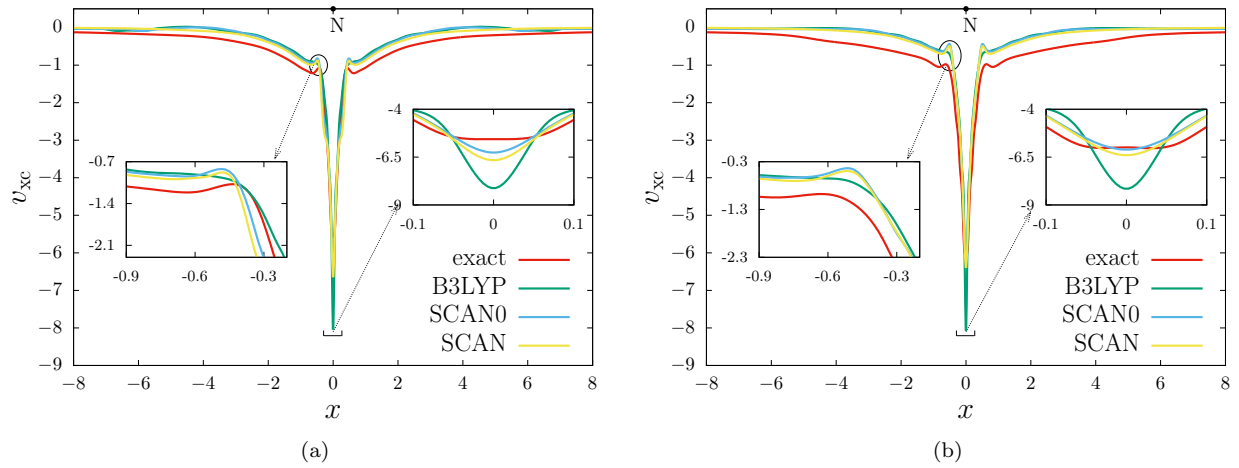 N
0
−1
−2
−3
−4
−5
−6
−7
−8
−9
v_xc
−8 −6 −4 −2 0 2 4 6 8
x
-0.7
-1.4
-2.1
-0.9 -0.6 -0.3
-4
-6.5
-9
-0.1 0 0.1
exact
B3LYP
SCAN0
SCAN
(a)
N
0
−1
−2
−3
−4
−5
−6
−7
−8
−9
v_xc
−8 −6 −4 −2 0 2 4 6 8
x
-0.3
-1.3
-2.3
-0.9 -0.6 -0.3
-4
-6.5
-9
-0.1 0 0.1
exact
B3LYP
SCAN0
SCAN
(b)